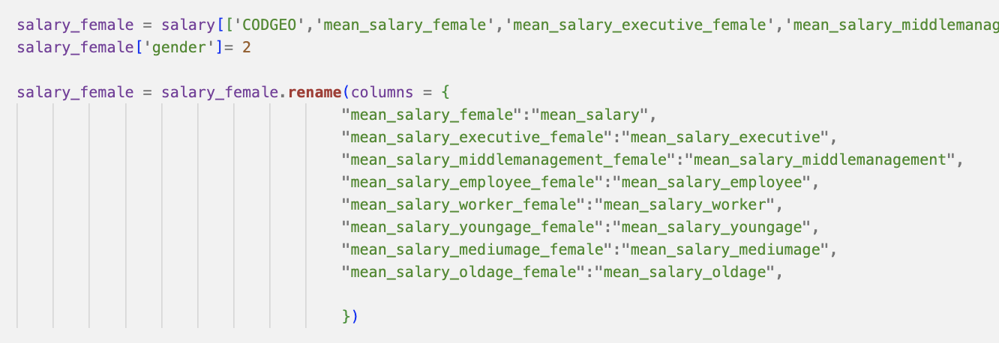 salary_female = salary[['CODGEO','mean_salary_female','mean_salary_executive_female','mean_salary_middlemanag
salary_female['gender']= 2
salary_female = salary_female.rename(columns = {
"mean_salary_female":"mean_salary",
"mean_salary_executive_female":"mean_salary_executive",
"mean_salary_middlemanagement_female":"mean_salary_middlemanagement",
"mean_salary_employee_female":"mean_salary_employee",
"mean_salary_worker_female":"mean_salary_worker",
"mean_salary_youngage_female":"mean_salary_youngage",
"mean_salary_mediumage_female":"mean_salary_mediumage",
"mean_salary_oldage_female":"mean_salary_oldage",
})